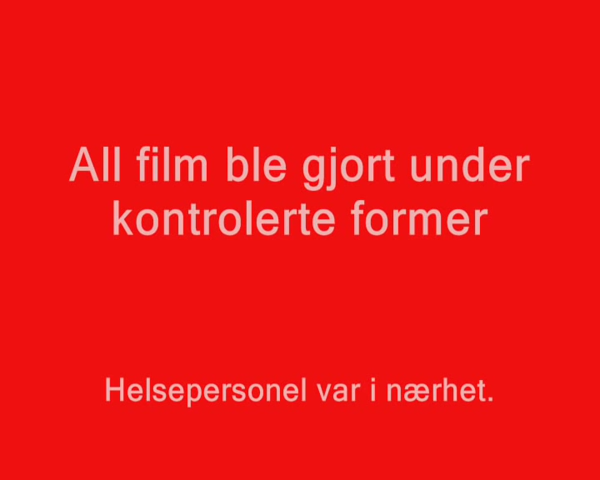 All film ble gjort under
kontrolerte former
Helsepersonel var i nærhet.